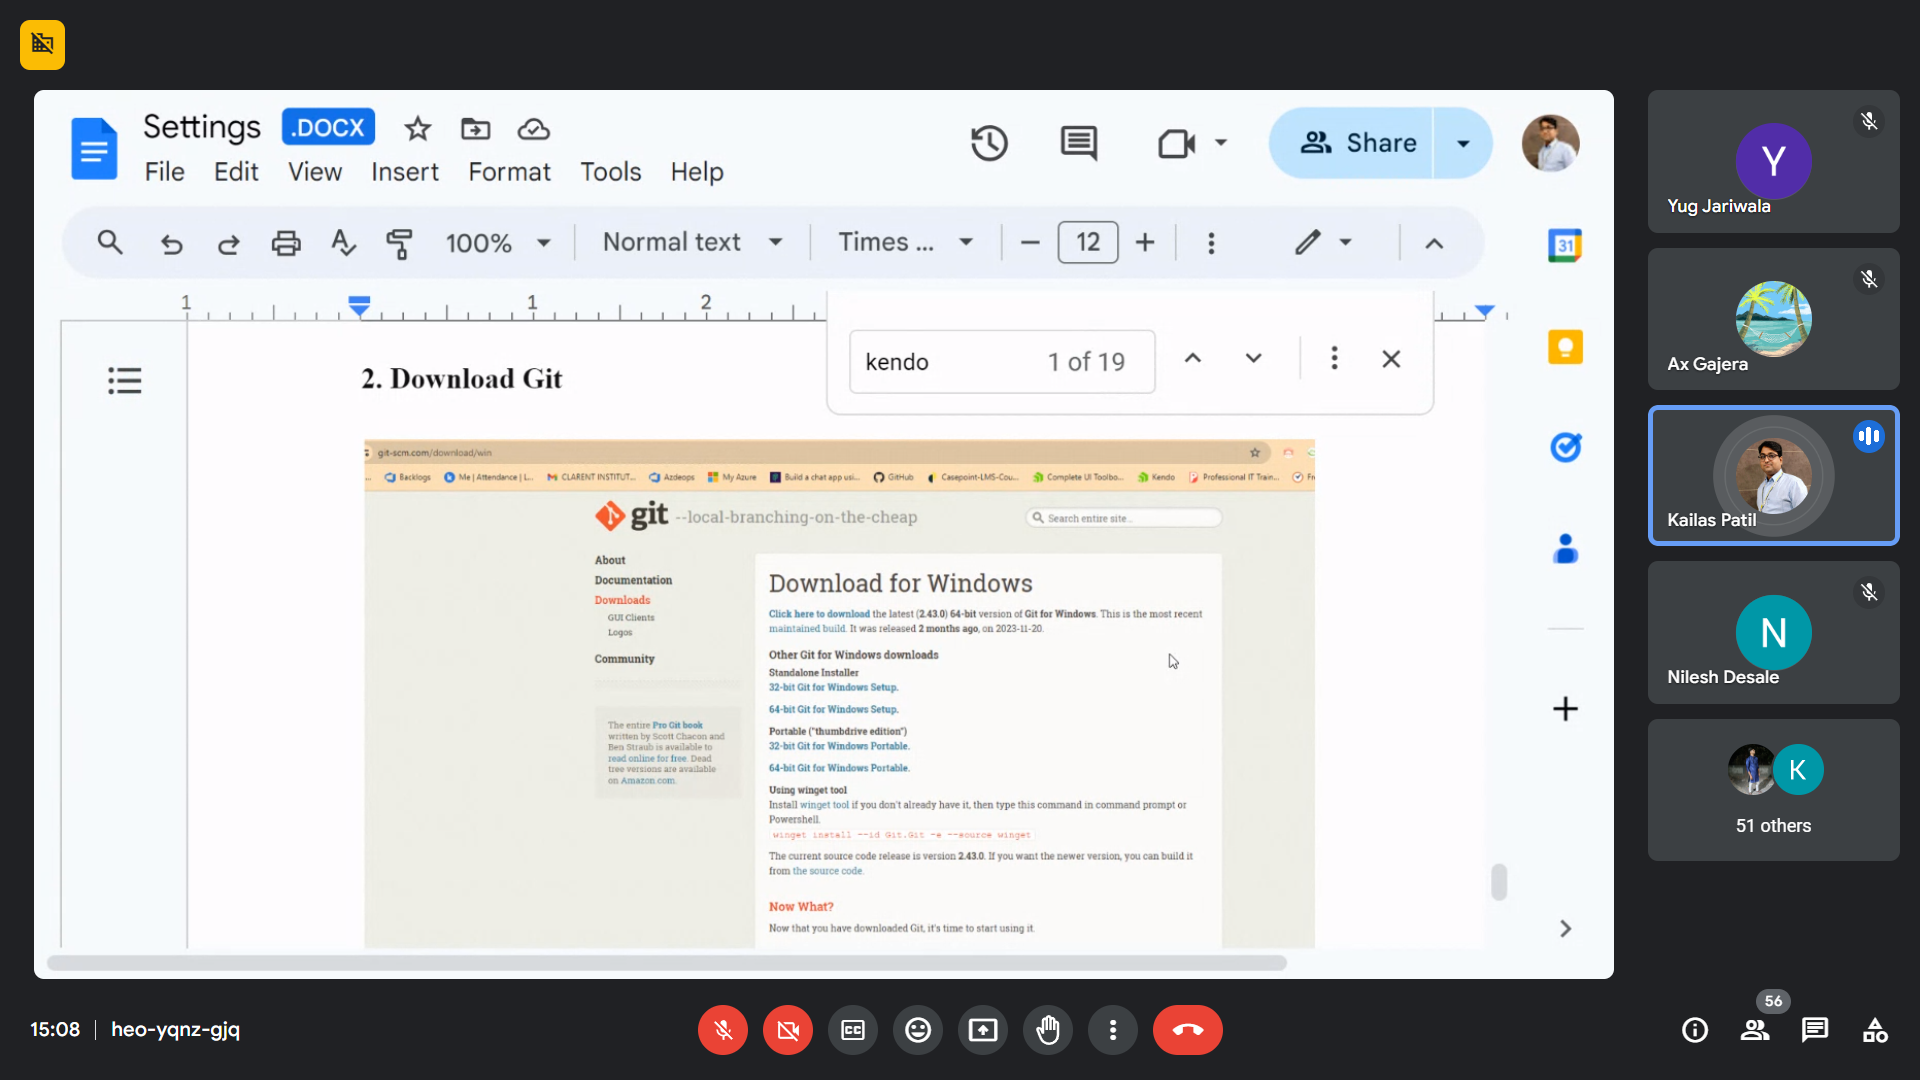 Settings .DOCX
File Edit View Insert Format Tools Help
Share
100% Normal text Times ... 12
31
1 1 2
kendo 1 of 19
2. Download Git
git-scm.com/download/win
... Backlogs Me | Attendance | L... CLARENT INSTITUT... Azdeops My Azure Build a chat app usi... GitHub Casepoint-LMS-Cou... Complete UI Toolbo... Kendo Professional IT Train...
git --local-branching-on-the-cheap
Search entire site...
About
Documentation
Downloads
GUI Clients
Logos
Community
The entire Pro Git book
written by Scott Chacon and
Ben Straub is available to
read online for free. Dead
tree versions are available
on Amazon.com.
Download for Windows
Click here to download the latest (2.43.0) 64-bit version of Git for Windows. This is the most recent
maintained build. It was released 2 months ago, on 2023-11-20.
Other Git for Windows downloads
Standalone Installer
32-bit Git for Windows Setup.
64-bit Git for Windows Setup.
Portable ("thumbdrive edition")
32-bit Git for Windows Portable.
64-bit Git for Windows Portable.
Using winget tool
Install winget tool if you don't already have it, then type this command in command prompt or
Powershell.
winget install --id Git.Git -e --source winget
The current source code release is version 2.43.0. If you want the newer version, you can build it
from the source code.
Now What?
Now that you have downloaded Git, it's time to start using it.
Y
Yug Jariwala
Ax Gajera
Kailas Patil
N
Nilesh Desale
K
51 others
15:08 heo-yqnz-gjq
CC
56